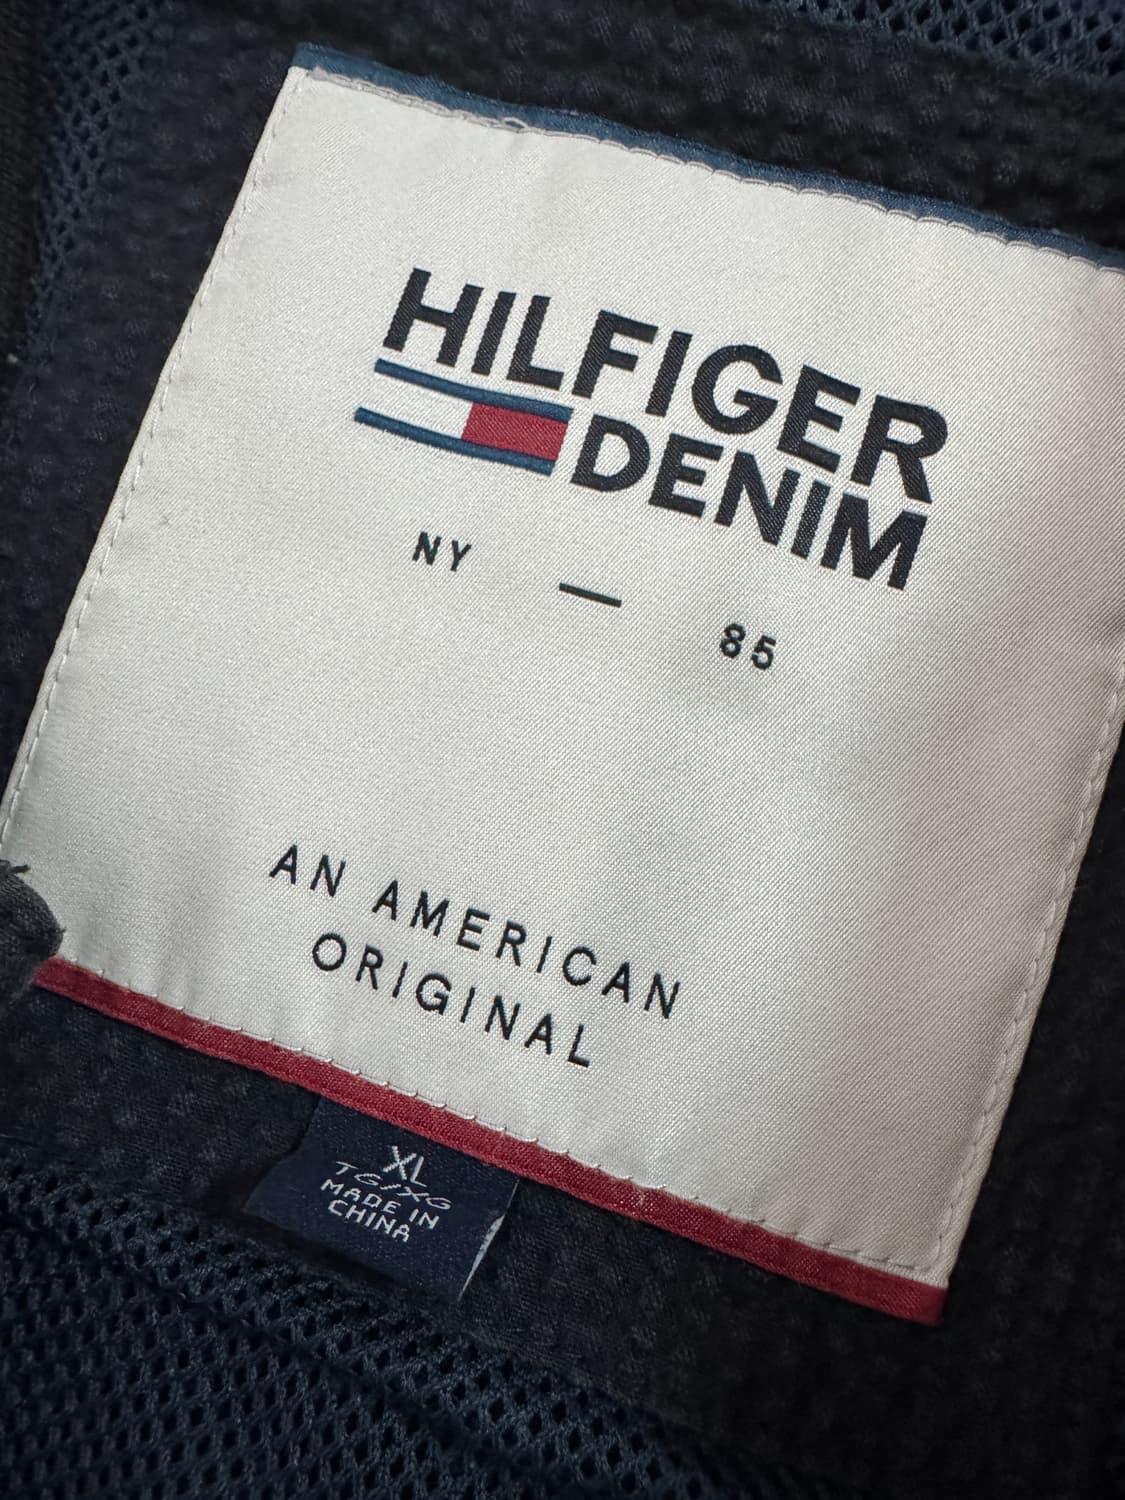 HILFIGER
DENIM
NY — 85
AN AMERICAN
ORIGINAL
XL
TG/XG
MADE IN
CHINA